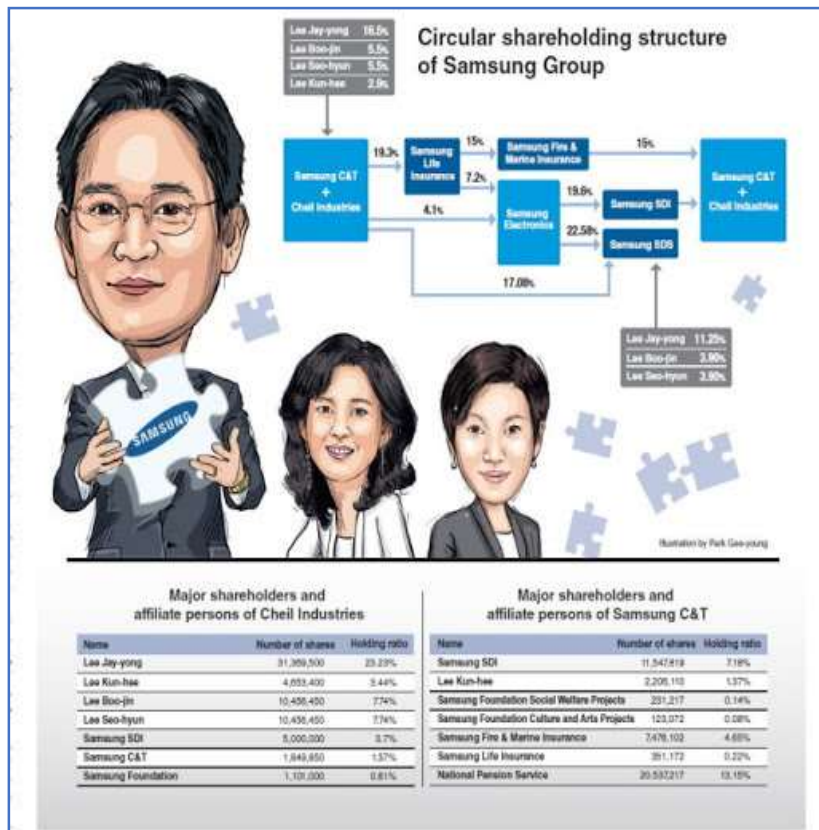 Lee Jay-yong 16.5%
Lee Boo-jin 5.5%
Lee Seo-hyun 5.5%
Lee Kun-hee 2.9%
Circular shareholding structure
of Samsung Group
Samsung C&T
+
Cheil Industries
19.3%
Samsung
Life
Insurance
15%
Samsung Fire &
Marine Insurance
15%
Samsung C&T
+
Cheil Industries
7.2%
4.1%
Samsung
Electronics
19.6%
Samsung SDI
22.58%
Samsung SDS
17.08%
Lee Jay-yong 11.25%
Lee Boo-jin 3.90%
Lee Seo-hyun 3.90%
SAMSUNG
Illustration by Park Gee-young
Major shareholders and
affiliate persons of Cheil Industries
Name Number of shares Holding ratio
Lee Jay-yong 31,369,500 23.23%
Lee Kun-hee 4,653,400 3.44%
Lee Boo-jin 10,456,450 7.74%
Lee Seo-hyun 10,456,450 7.74%
Samsung SDI 5,000,000 3.7%
Samsung C&T 1,37%
Samsung Foundation 1,101,000 0.81%
Major shareholders and
affiliate persons of Samsung C&T
Name Number of shares Holding ratio
Samsung SDI 11,547,819 7.18%
Lee Kun-hee 2,206,110 1.37%
Samsung Foundation Social Welfare Projects 231,217 0.14%
Samsung Foundation Culture and Arts Projects 123,072 0.08%
Samsung Fire & Marine Insurance 7,476,102 4.65%
Samsung Life Insurance 351,172 0.22%
National Pension Service 20,537,217 13.15%